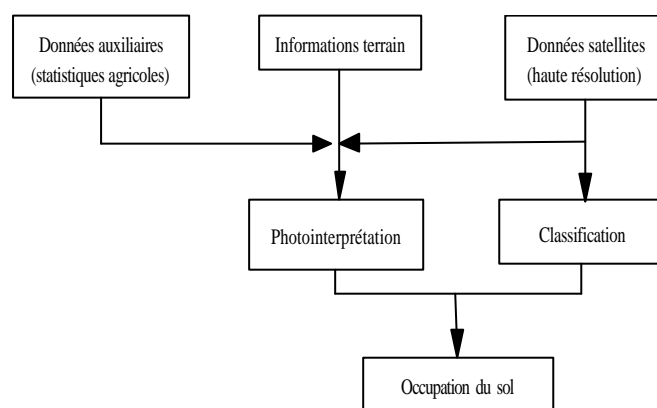 Données auxiliaires
(statistiques agricoles)
Informations terrain
Données satellites
(haute résolution)
Photointerprétation
Classification
Occupation du sol